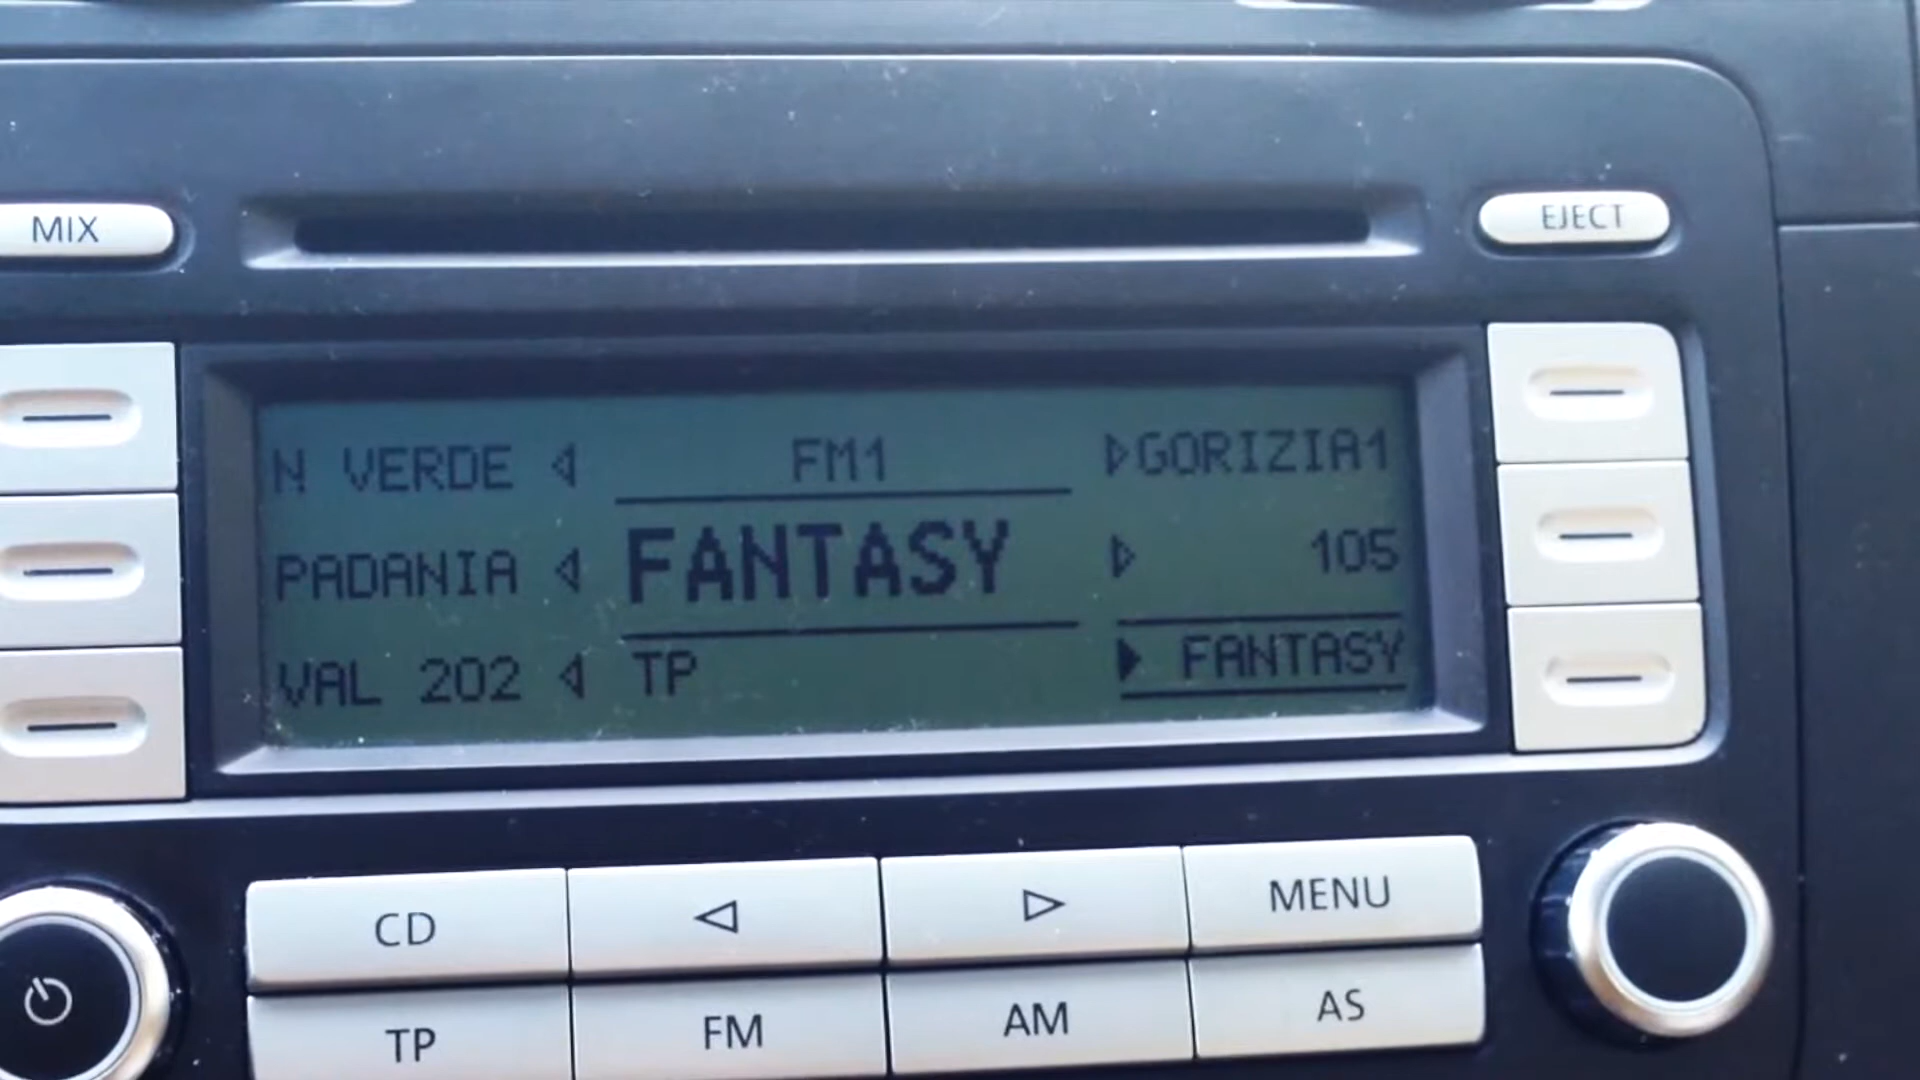 MIX
EJECT
N VERDE ◁ FM1 ▷GORIZIA1
PADANIA ◁ FANTASY ▷ 105
VAL 202 ◁ TP ▶ FANTASY
CD ◁ ▷ MENU
TP FM AM AS